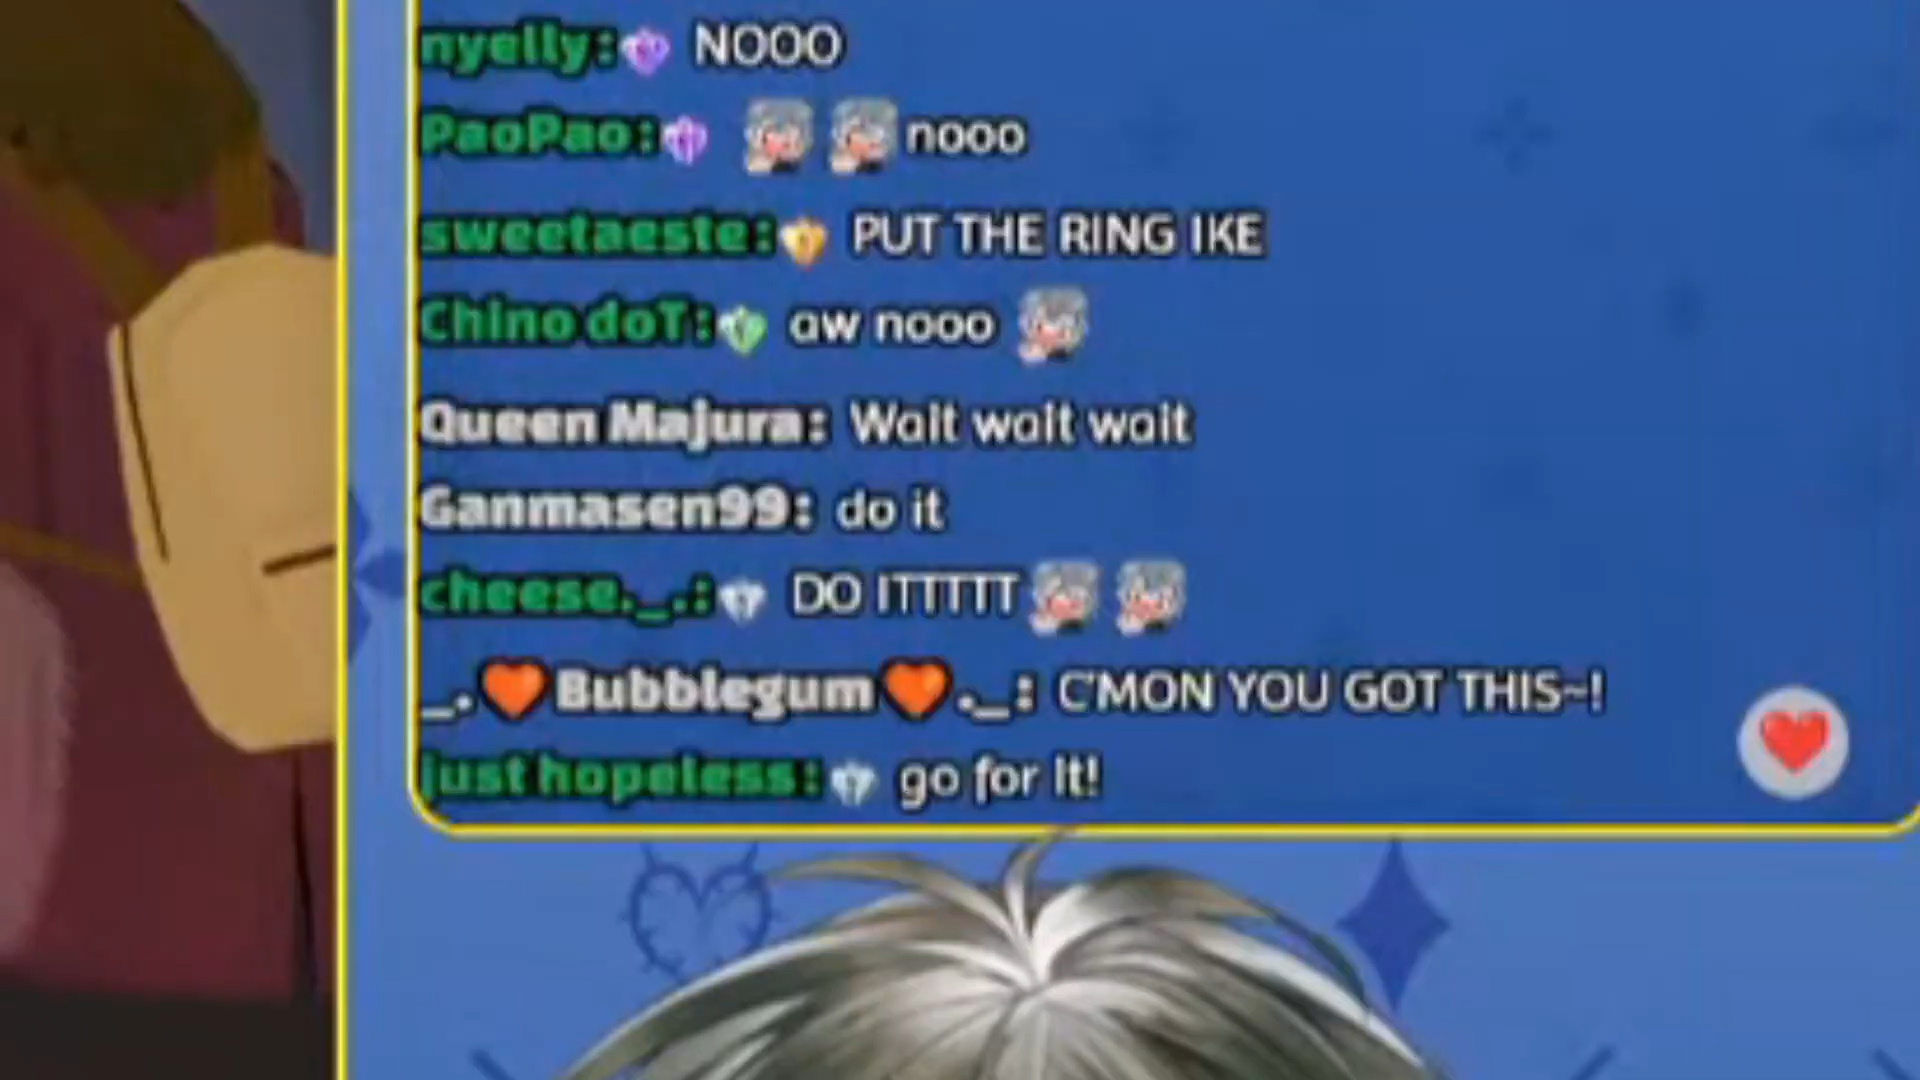 nyelly: NOOO
PaoPao: nooo
sweetaeste: PUT THE RING IKE
Chino doT: aw nooo
Queen Majura: Wait wait wait
Ganmasen99: do it
cheese._.: DO ITTTTTT
_.🧡Bubblegum🧡._: C'MON YOU GOT THIS~!
just hopeless: go for it!